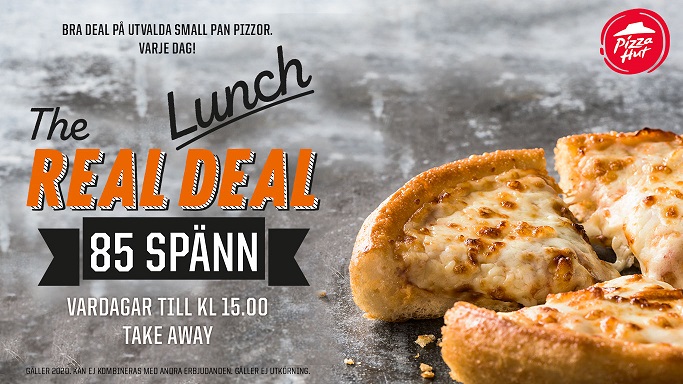 BRA DEAL PÅ UTVALDA SMALL PAN PIZZOR.
VARJE DAG!
Pizza
Hut
Lunch
The
REAL DEAL
85 SPÄNN
VARDAGAR TILL KL 15.00
TAKE AWAY
GÄLLER 2020. KAN EJ KOMBINERAS MED ANDRA ERBJUDANDEN. GÄLLER EJ UTKÖRNING.